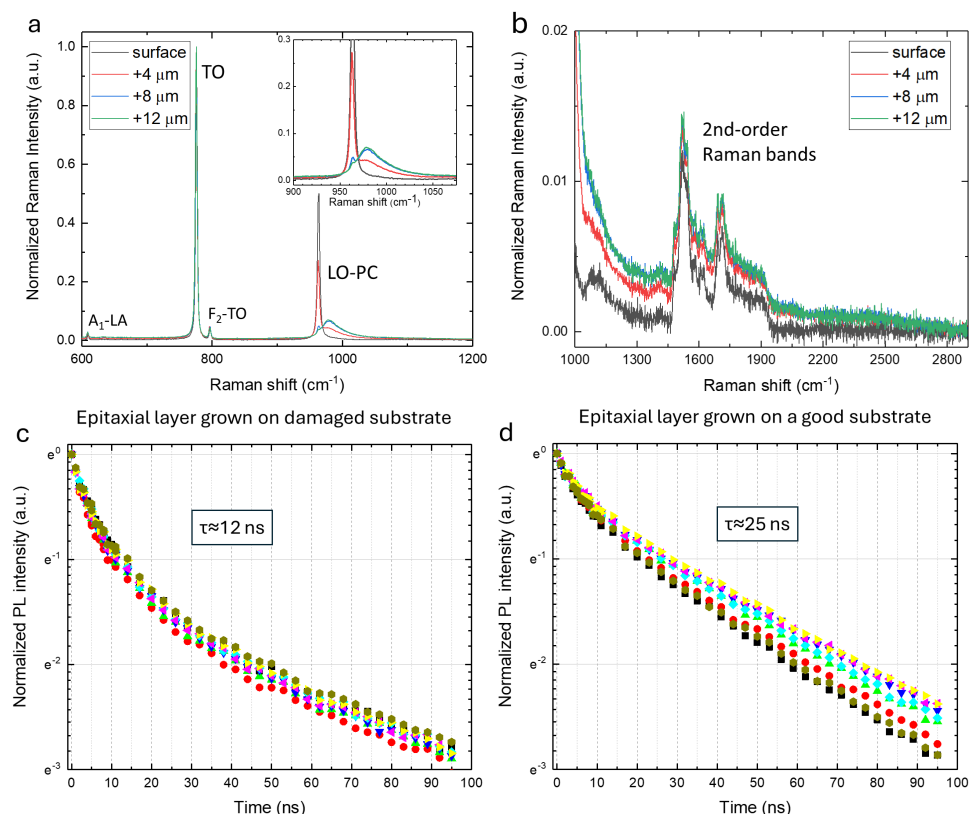 a
Normalized Raman Intensity (a.u.)
1.0
0.8
0.6
0.4
0.2
0.0
surface
+4 μm
+8 μm
+12 μm
TO
A₁-LA
F₂-TO
LO-PC
0.3
0.2
0.1
0.0
900
950
1000
1050
Raman shift (cm⁻¹)
600
800
1000
1200
Raman shift (cm⁻¹)
b
Normalized Raman Intensity (a.u.)
0.02
0.01
0.00
surface
+4 μm
+8 μm
+12 μm
2nd-order
Raman bands
1000
1300
1600
1900
2200
2500
2800
Raman shift (cm⁻¹)
Epitaxial layer grown on damaged substrate
c
Normalized PL intensity (a.u.)
e⁰
e⁻¹
e⁻²
e⁻³
τ≈12 ns
0 10 20 30 40 50 60 70 80 90 100
Time (ns)
Epitaxial layer grown on a good substrate
d
Normalized PL intensity (a.u.)
e⁰
e⁻¹
e⁻²
e⁻³
τ≈25 ns
0 10 20 30 40 50 60 70 80 90 100
Time (ns)